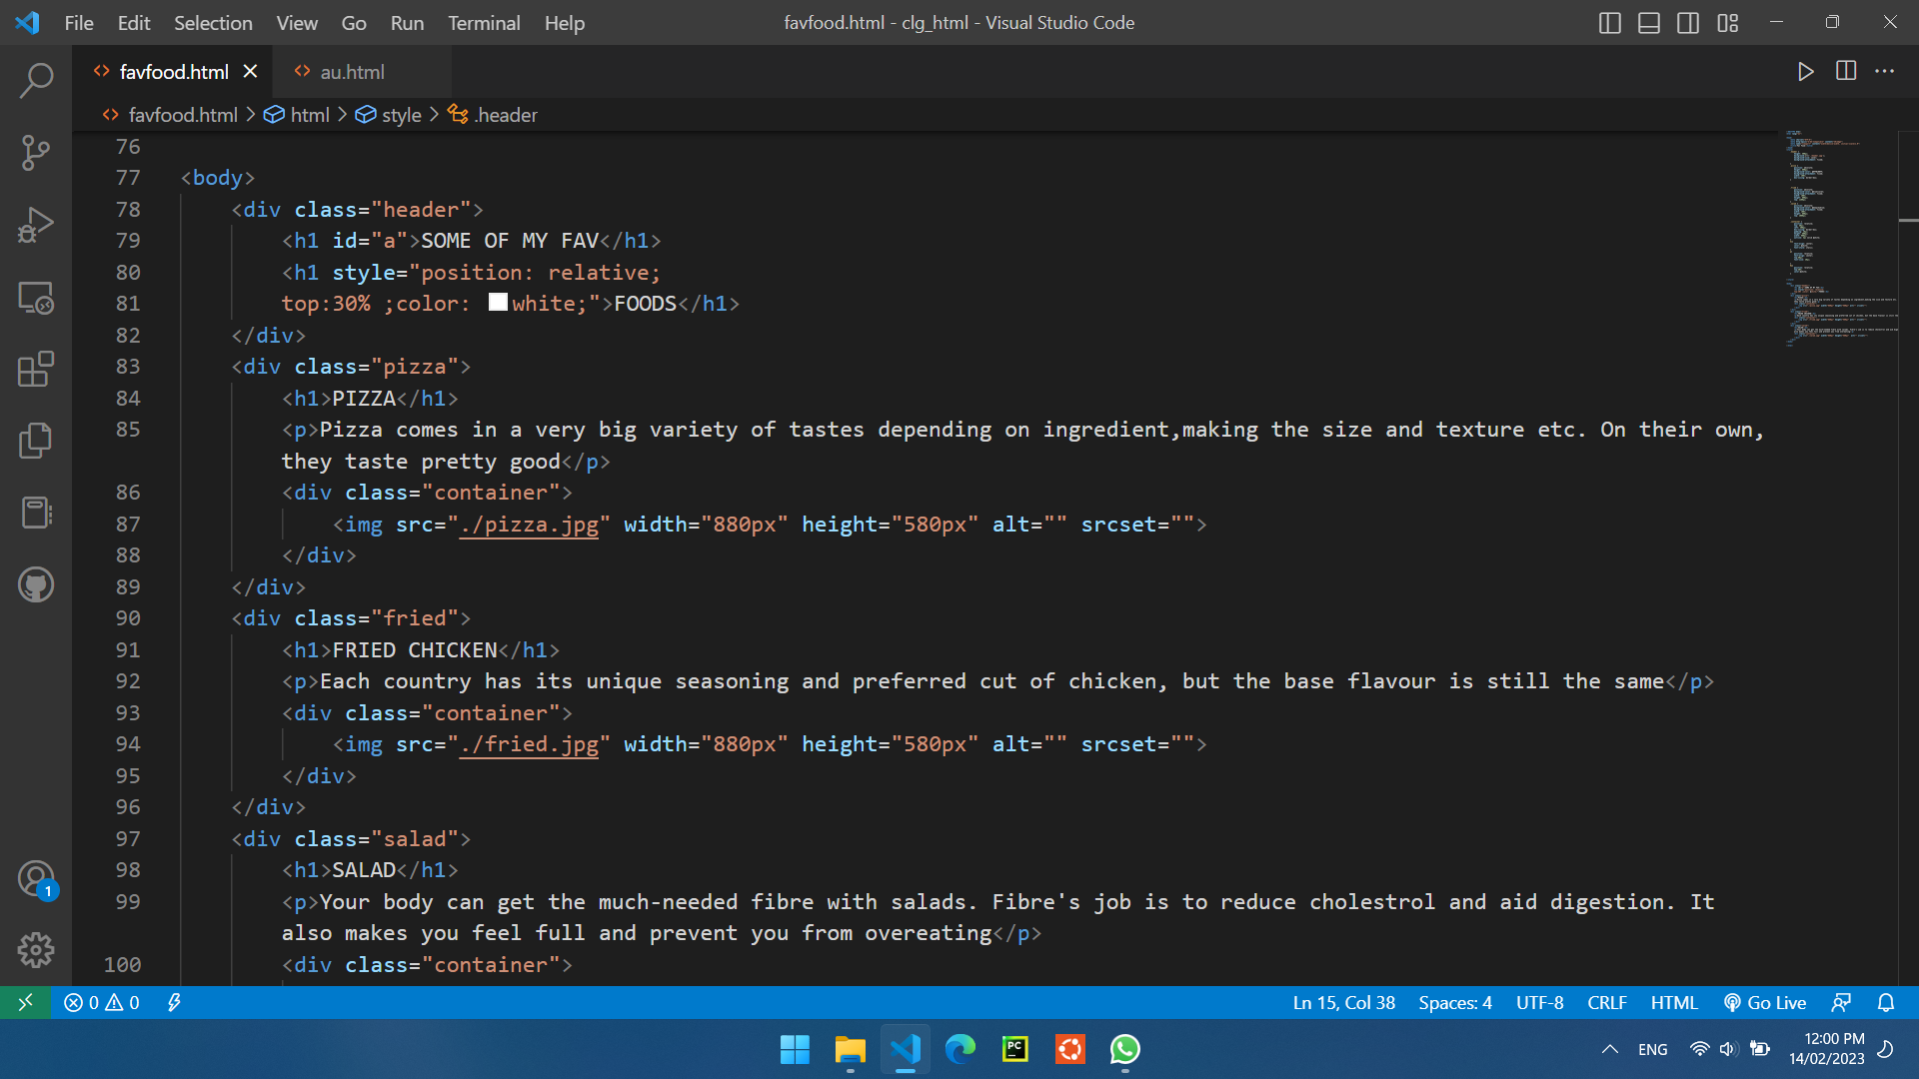 File Edit Selection View Go Run Terminal Help favfood.html - clg_html - Visual Studio Code
favfood.html au.html
favfood.html > html > style > .header
76
77 <body>
78 <div class="header">
79 <h1 id="a">SOME OF MY FAV</h1>
80 <h1 style="position: relative;
81 top:30% ;color: white;">FOODS</h1>
82 </div>
83 <div class="pizza">
84 <h1>PIZZA</h1>
85 <p>Pizza comes in a very big variety of tastes depending on ingredient,making the size and texture etc. On their own,
they taste pretty good</p>
86 <div class="container">
87 <img src="./pizza.jpg" width="880px" height="580px" alt="" srcset="">
88 </div>
89 </div>
90 <div class="fried">
91 <h1>FRIED CHICKEN</h1>
92 <p>Each country has its unique seasoning and preferred cut of chicken, but the base flavour is still the same</p>
93 <div class="container">
94 <img src="./fried.jpg" width="880px" height="580px" alt="" srcset="">
95 </div>
96 </div>
97 <div class="salad">
98 <h1>SALAD</h1>
99 <p>Your body can get the much-needed fibre with salads. Fibre's job is to reduce cholestrol and aid digestion. It
also makes you feel full and prevent you from overeating</p>
100 <div class="container">
1
0 0 Ln 15, Col 38 Spaces: 4 UTF-8 CRLF HTML Go Live
PC ENG 12:00 PM
14/02/2023